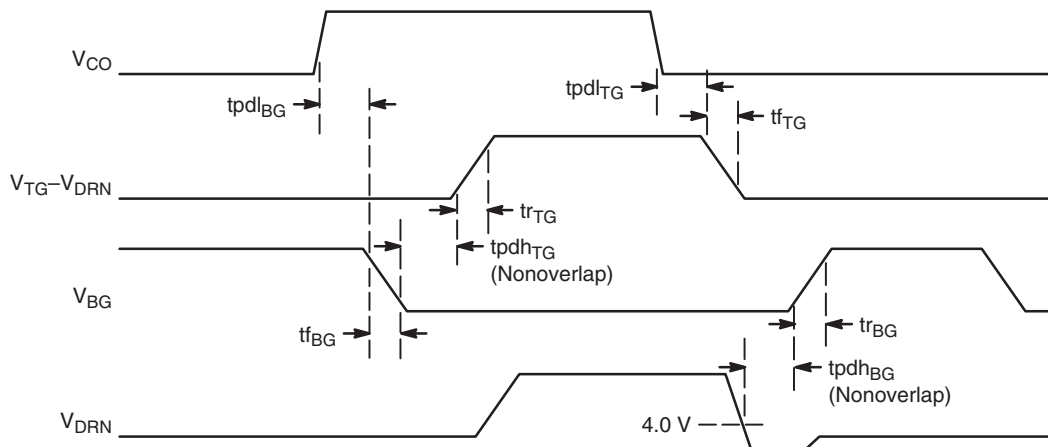 V_CO
tpdl_BG
tpdl_TG
tf_TG
V_TG–V_DRN
tr_TG
tpdh_TG
(Nonoverlap)
V_BG
tf_BG
tr_BG
tpdh_BG
(Nonoverlap)
V_DRN
4.0 V